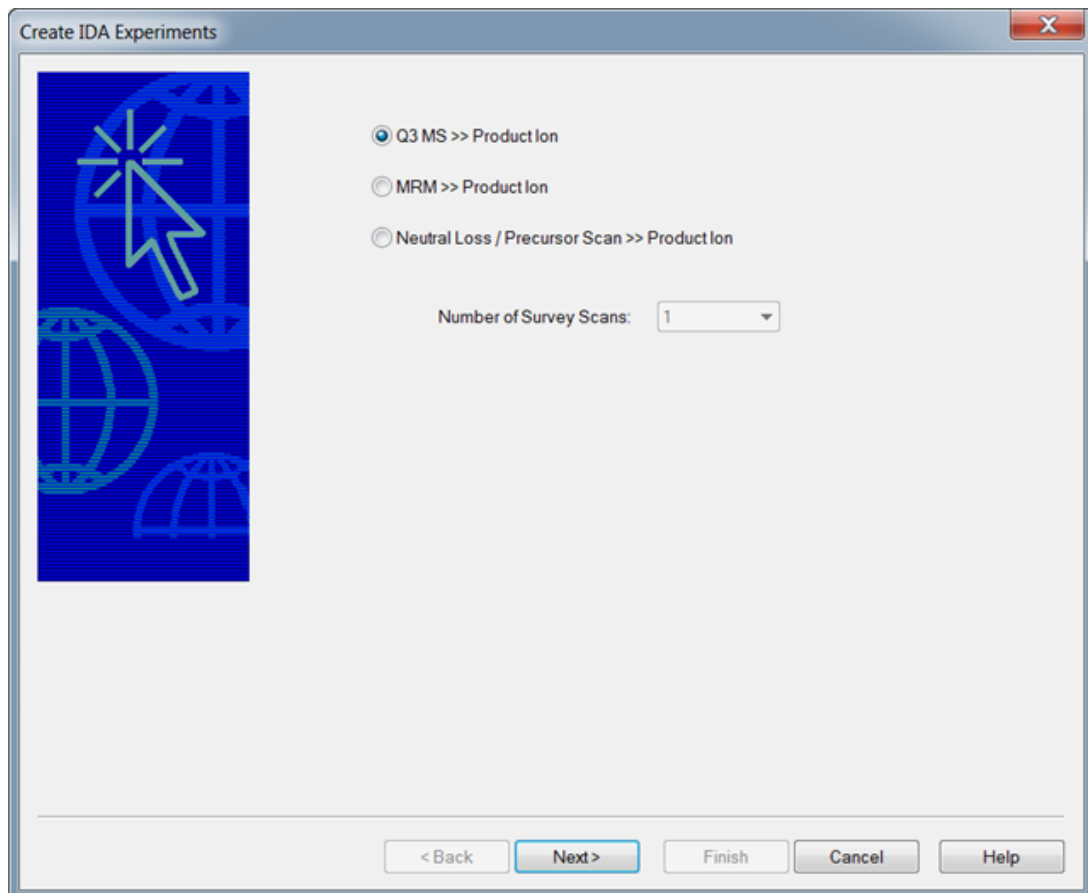 Create IDA Experiments
Q3 MS >> Product Ion
MRM >> Product Ion
Neutral Loss / Precursor Scan >> Product Ion
Number of Survey Scans: 1
< Back Next > Finish Cancel Help